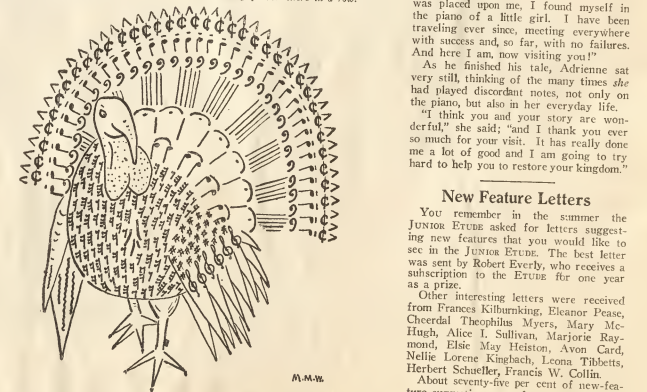 M.M.W.
was placed upon me, I found myself in
the piano of a little girl. I have been
traveling ever since, meeting everywhere
with success and, so far, with no failures.
And here I am, now visiting you!"
As he finished his tale, Adrienne sat
very still, thinking of the many times she
had played discordant notes, not only on
the piano, but also in her everyday life.
"I think you and your story are won-
derful," she said; "and I thank you ever
so much for your visit. It has really done
me a lot of good and I am going to try
hard to help you to restore your kingdom."
New Feature Letters
You remember in the summer the
Junior Etude asked for letters suggest-
ing new features that you would like to
see in the Junior Etude. The best letter
was sent by Robert Everly, who receives a
subscription to the Etude for one year
as a prize.
Other interesting letters were received
from Frances Kilburnking, Eleanor Pease,
Cheerdal Theophilus Myers, Mary Mc-
Hugh, Alice I. Sullivan, Marjorie Ray-
mond, Elsie May Heiston, Avon Card,
Nellie Lorene Kingbach, Leona Tibbetts,
Herbert Schueller, Francis W. Collin.
About seventy-five per cent of new-fea-